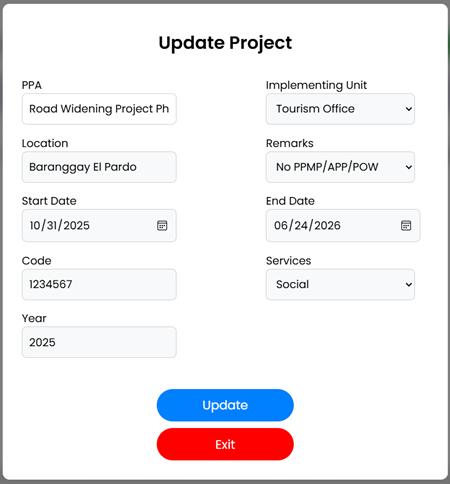 Update Project
PPA
Implementing Unit
Road Widening Project Ph
Tourism Office
Location
Remarks
Baranggay El Pardo
No PPMP/APP/POW
Start Date
End Date
10/31/2025
06/24/2026
Code
Services
1234567
Social
Year
2025
Update
Exit